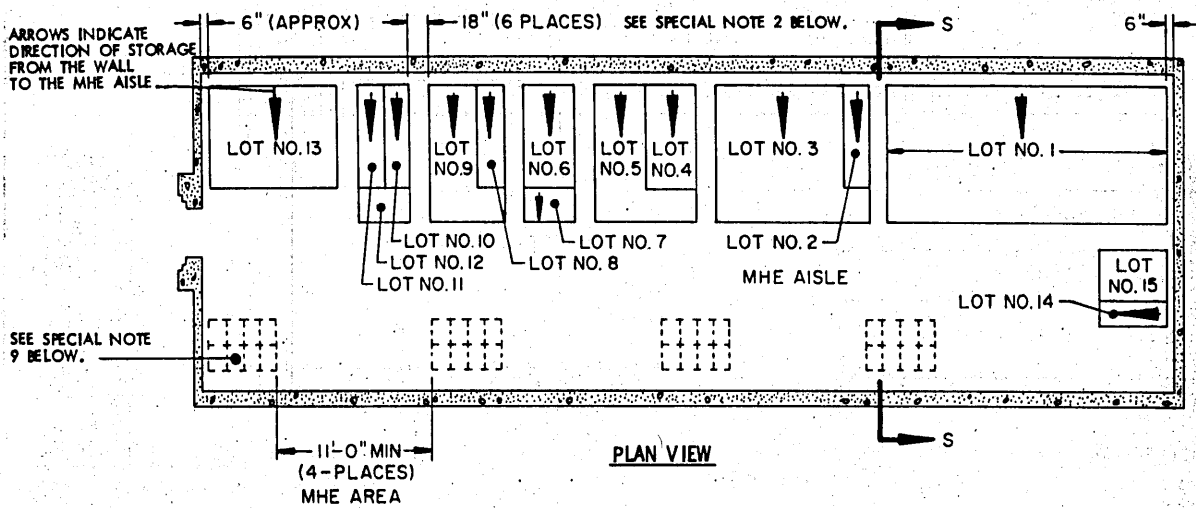 6" (APPROX)
18" (6 PLACES) SEE SPECIAL NOTE 2 BELOW.
S
6"
ARROWS INDICATE
DIRECTION OF STORAGE
FROM THE WALL
TO THE MHE AISLE
LOT NO. 13
LOT
NO.9
LOT
NO.6
LOT
NO.5
LOT
NO.4
LOT NO. 3
LOT NO. 1
LOT NO. 10
LOT NO. 12
LOT NO. 11
LOT NO. 8
LOT NO. 7
LOT NO. 2
MHE AISLE
LOT
NO. 15
LOT NO. 14
SEE SPECIAL NOTE
9 BELOW.
11'-0" MIN
(4-PLACES)
MHE AREA
PLAN VIEW
S